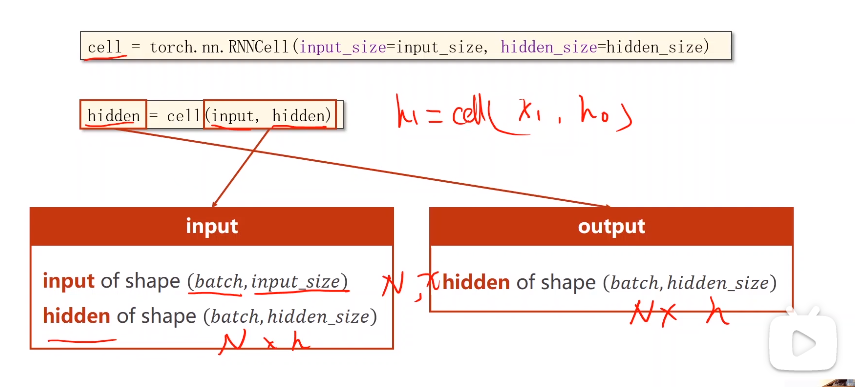 cell = torch.nn.RNNCell(input_size=input_size, hidden_size=hidden_size)
hidden = cell(input, hidden)
h₁ = cell( x₁ , h₀ )
input
input of shape (batch, input_size)
N , x
hidden of shape (batch, hidden_size)
N × h
output
hidden of shape (batch, hidden_size)
N × h